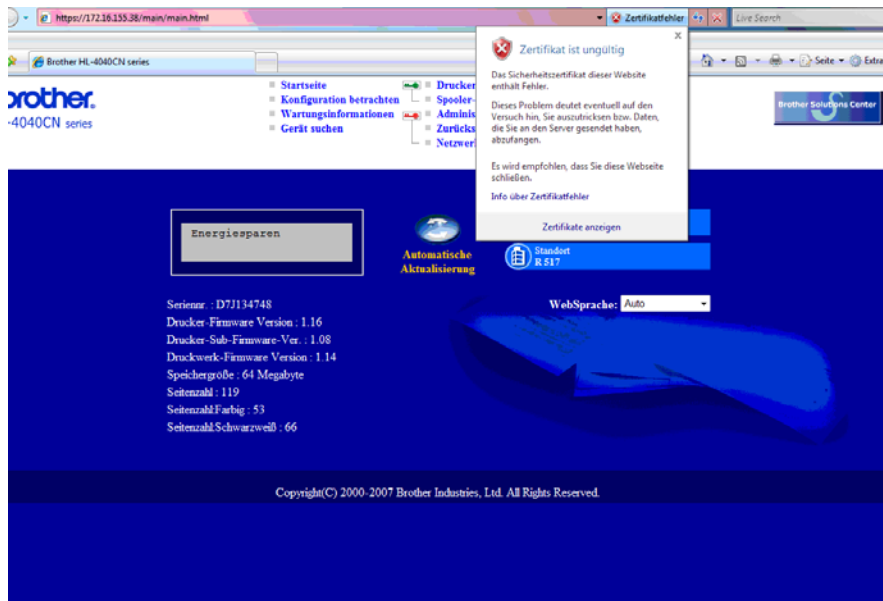 https://172.16.155.38/main/main.html
Zertifikatfehler
Live Search
Brother HL-4040CN series
Seite
Extra
brother.
-4040CN series
Startseite
Konfiguration betrachten
Wartungsinformationen
Gerät suchen
Drucker
Spooler-
Adminis
Zurücks
Netzwer
Brother Solutions Center
Zertifikat ist ungültig
Das Sicherheitszertifikat dieser Website
enthält Fehler.
Dieses Problem deutet eventuell auf den
Versuch hin, Sie auszutricksen bzw. Daten,
die Sie an den Server gesendet haben,
abzufangen.
Es wird empfohlen, dass Sie diese Webseite
schließen.
Info über Zertifikatfehler
Zertifikate anzeigen
Energiesparen
Automatische
Aktualisierung
Standort
R 517
Seriennr. : D7J134748
WebSprache: Auto
Drucker-Firmware Version : 1.16
Drucker-Sub-Firmware-Ver. : 1.08
Druckwerk-Firmware Version : 1.14
Speichergröße : 64 Megabyte
Seitenzahl : 119
Seitenzahl:Farbig : 53
Seitenzahl:Schwarzweiß : 66
Copyright(C) 2000-2007 Brother Industries, Ltd. All Rights Reserved.